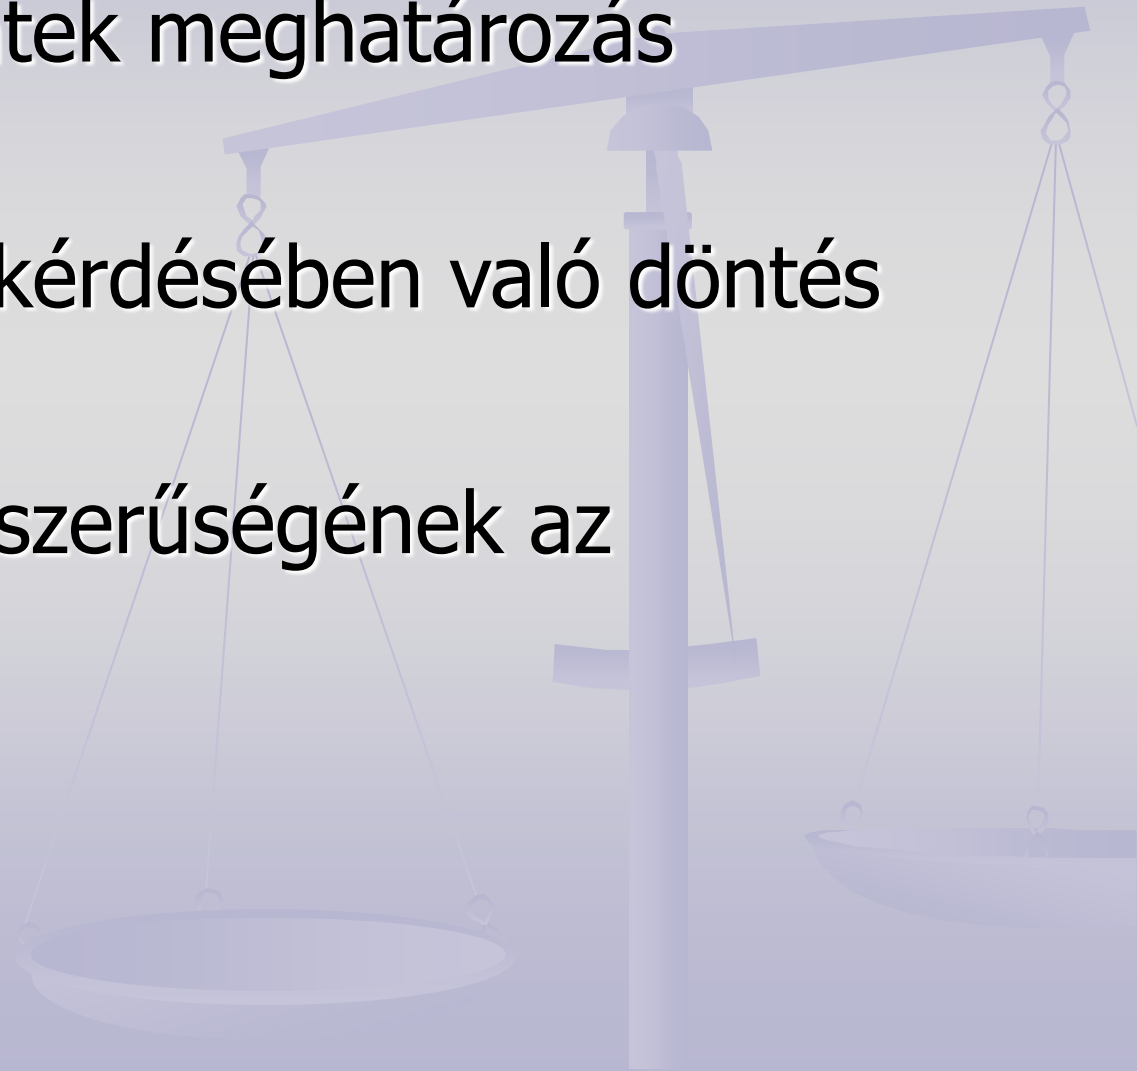 tek meghatározás
kérdésében való döntés
szerűségének az